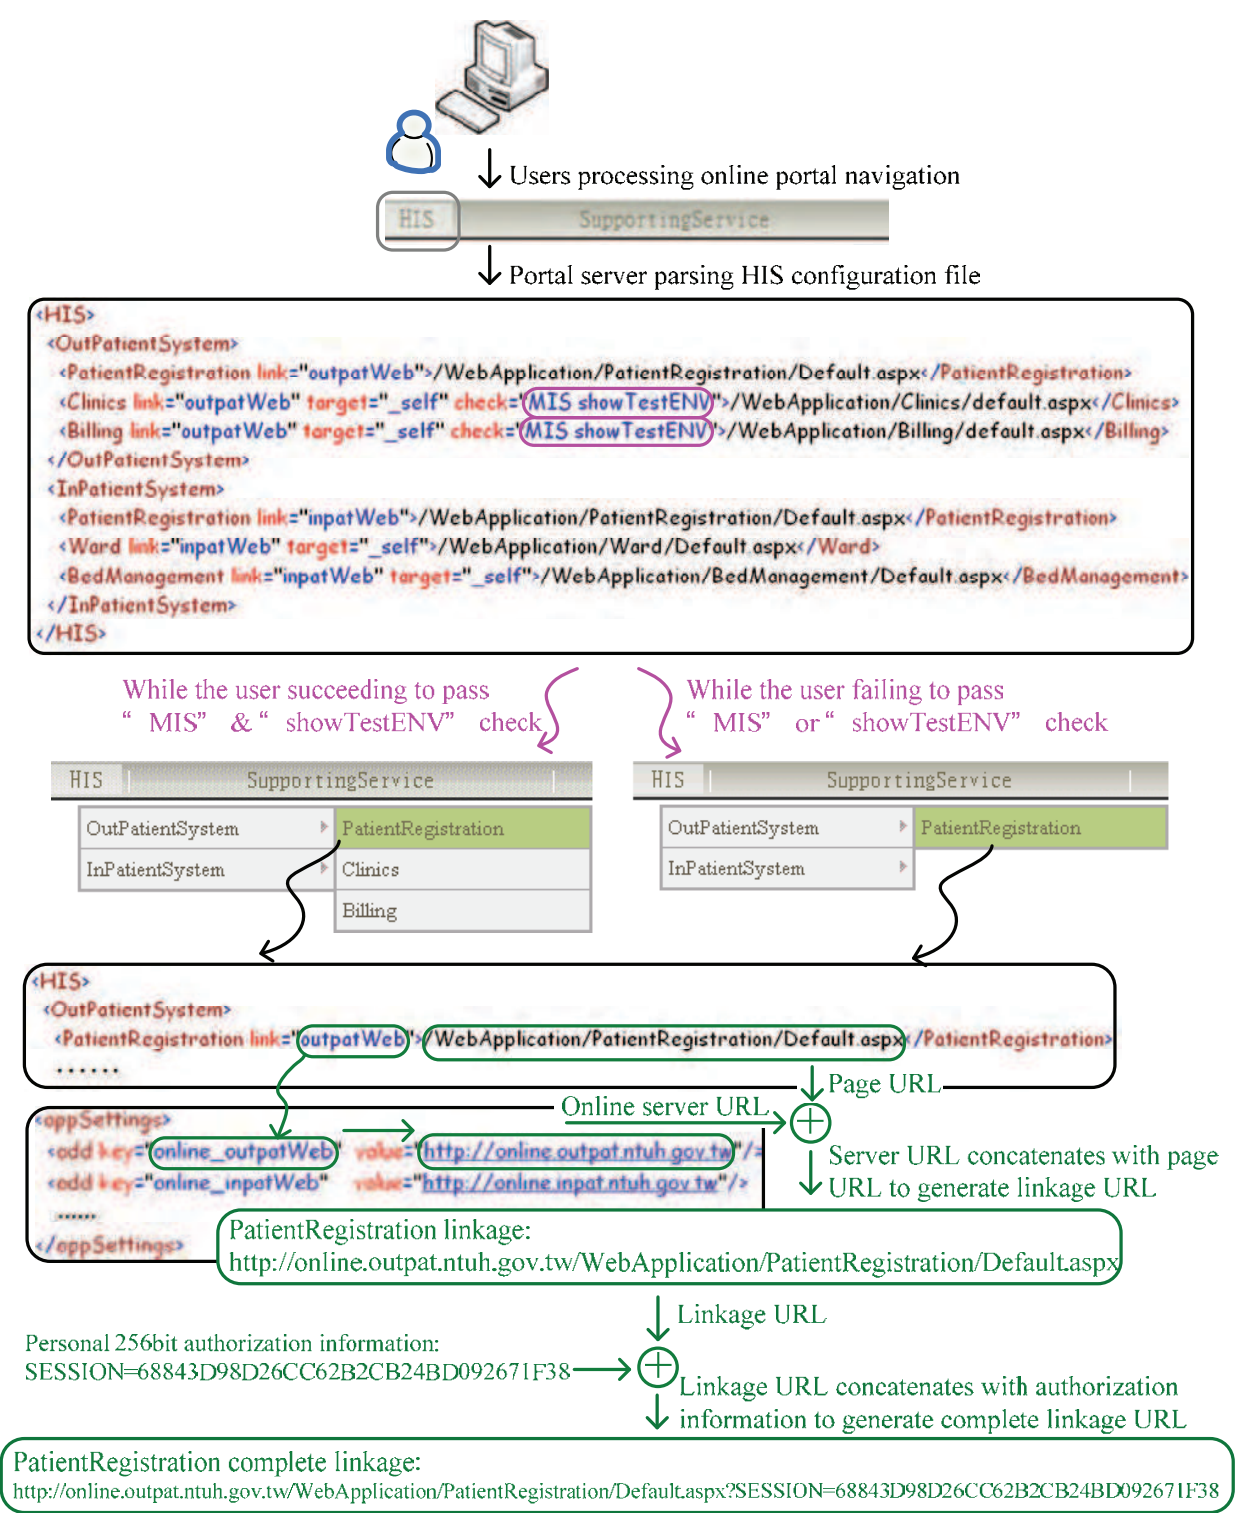 Users processing online portal navigation
HIS SupportingService
Portal server parsing HIS configuration file
<HIS>
<OutPatientSystem>
<PatientRegistration link="outpatWeb">/WebApplication/PatientRegistration/Default.aspx</PatientRegistration>
<Clinics link="outpatWeb" target="_self" check="MIS showTestENV">/WebApplication/Clinics/default.aspx</Clinics>
<Billing link="outpatWeb" target="_self" check="MIS showTestENV">/WebApplication/Billing/default.aspx</Billing>
</OutPatientSystem>
<InPatientSystem>
<PatientRegistration link="inpatWeb">/WebApplication/PatientRegistration/Default.aspx</PatientRegistration>
<Ward link="inpatWeb" target="_self">/WebApplication/Ward/Default.aspx</Ward>
<BedManagement link="inpatWeb" target="_self">/WebApplication/BedManagement/Default.aspx</BedManagement>
</InPatientSystem>
</HIS>
While the user succeeding to pass
“ MIS” & “ showTestENV” check
While the user failing to pass
“ MIS” or “ showTestENV” check
HIS SupportingService
OutPatientSystem PatientRegistration
InPatientSystem Clinics
Billing
HIS SupportingService
OutPatientSystem PatientRegistration
InPatientSystem
<HIS>
<OutPatientSystem>
<PatientRegistration link="outpatWeb">/WebApplication/PatientRegistration/Default.aspx</PatientRegistration>
......
Page URL
Online server URL
<appSettings>
<add key="online_outpatWeb" value="http://online.outpat.ntuh.gov.tw"/>
<add key="online_inpatWeb" value="http://online.inpat.ntuh.gov.tw"/>
......
</appSettings>
Server URL concatenates with page
URL to generate linkage URL
PatientRegistration linkage:
http://online.outpat.ntuh.gov.tw/WebApplication/PatientRegistration/Default.aspx
Linkage URL
Personal 256bit authorization information:
SESSION=68843D98D26CC62B2CB24BD092671F38
Linkage URL concatenates with authorization
information to generate complete linkage URL
PatientRegistration complete linkage:
http://online.outpat.ntuh.gov.tw/WebApplication/PatientRegistration/Default.aspx?SESSION=68843D98D26CC62B2CB24BD092671F38